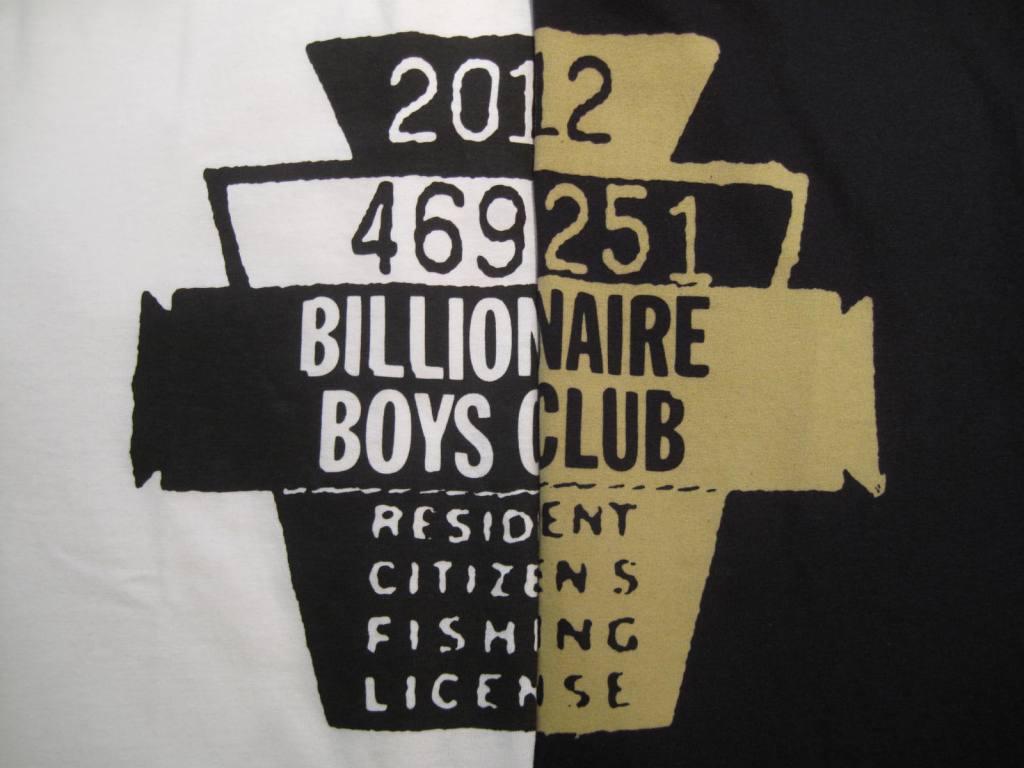 2012
469251
BILLIONAIRE
BOYS CLUB
RESIDENT
CITIZENS
FISHING
LICENSE